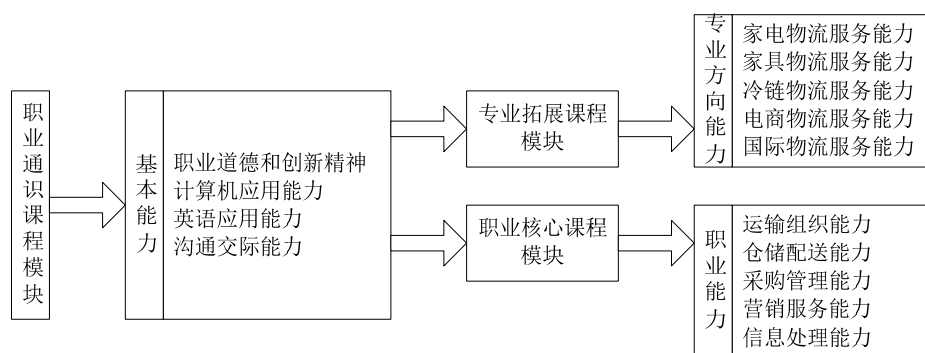 职业通识课程模块
基本能力
职业道德和创新精神
计算机应用能力
英语应用能力
沟通交际能力
专业拓展课程
模块
专业方向能力
家电物流服务能力
家具物流服务能力
冷链物流服务能力
电商物流服务能力
国际物流服务能力
职业核心课程
模块
职业能力
运输组织能力
仓储配送能力
采购管理能力
营销服务能力
信息处理能力